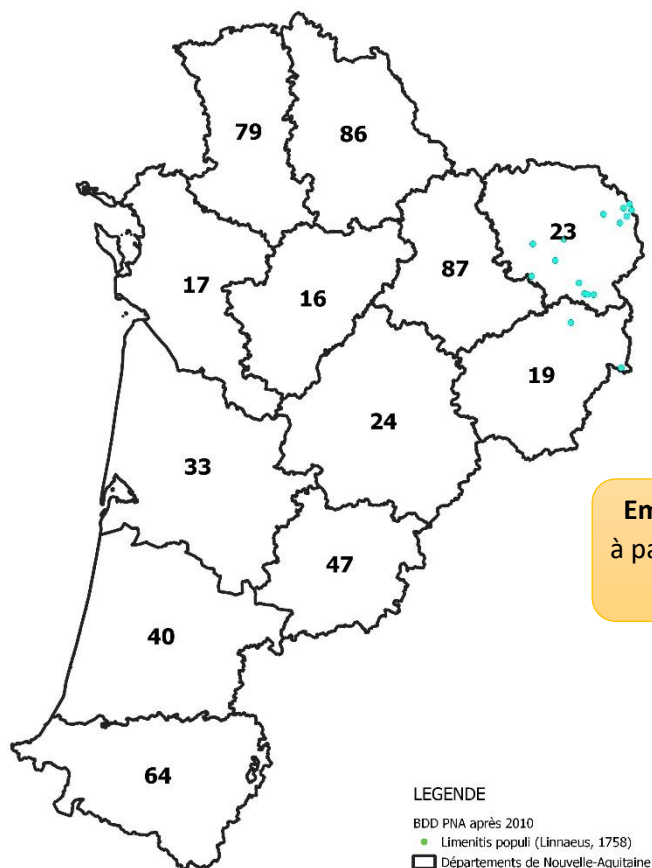 79
86
23
87
17
16
19
24
33
Em
à pa
47
40
64
LEGENDE
BDD PNA après 2010
Limenitis populi (Linnaeus, 1758)
Départements de Nouvelle-Aquitaine